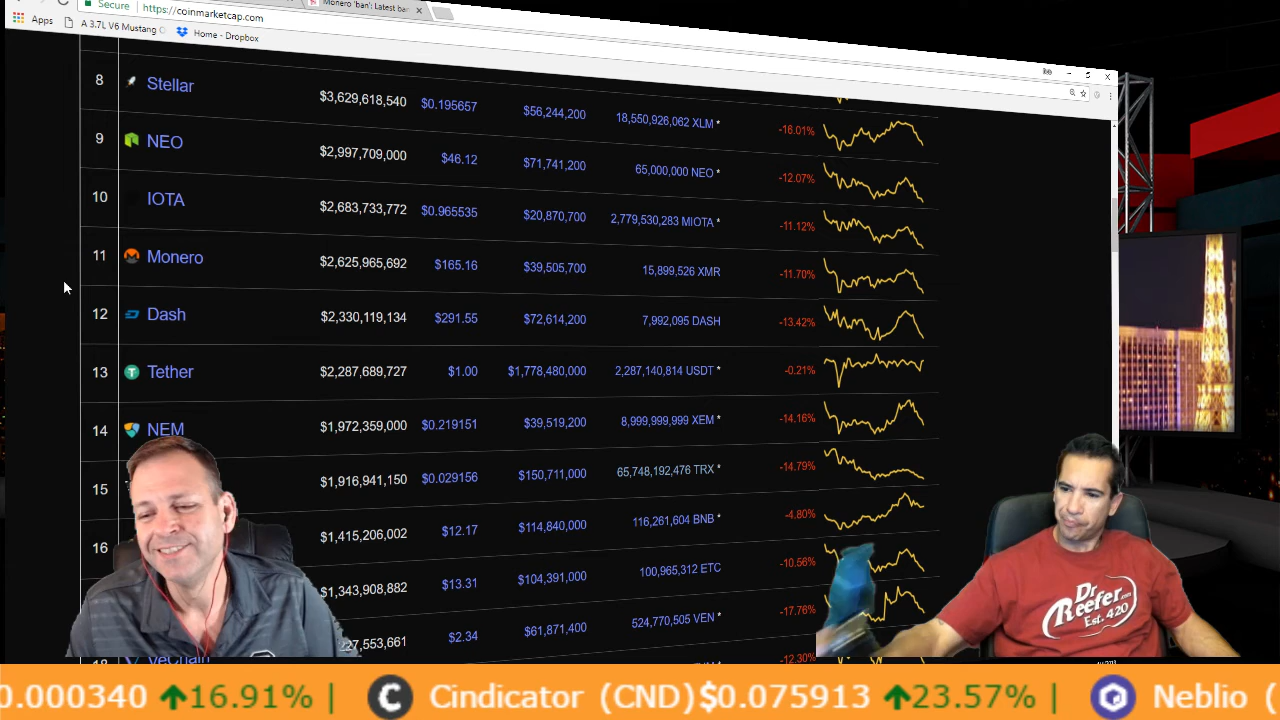 Secure | https://coinmarketcap.com
Monero 'ban': Latest ba
Apps A 3.7L V6 Mustang Home - Dropbox
8 Stellar $3,629,618,540 $0.195657 $56,244,200 18,550,926,062 XLM * -16.01%
9 NEO $2,997,709,000 $46.12 $71,741,200 65,000,000 NEO * -12.07%
10 IOTA $2,683,733,772 $0.965535 $20,870,700 2,779,530,283 MIOTA * -11.12%
11 Monero $2,625,965,692 $165.16 $39,505,700 15,899,526 XMR -11.70%
12 Dash $2,330,119,134 $291.55 $72,614,200 7,992,095 DASH -13.42%
13 Tether $2,287,689,727 $1.00 $1,778,480,000 2,287,140,814 USDT * -0.21%
14 NEM $1,972,359,000 $0.219151 $39,519,200 8,999,999,999 XEM * -14.16%
15 $1,916,941,150 $0.029156 $150,711,000 65,748,192,476 TRX * -14.79%
16 $1,415,206,002 $12.17 $114,840,000 116,261,604 BNB * -4.80%
$1,343,908,882 $13.31 $104,391,000 100,965,312 ETC -10.56%
227,553,661 $2.34 $61,871,400 524,770,505 VEN * -17.76%
18 VeChain -12.30%
Dr
Reefer.com
Est. 420
0.000340 16.91% | Cindicator (CND) $0.075913 23.57% | Neblio (